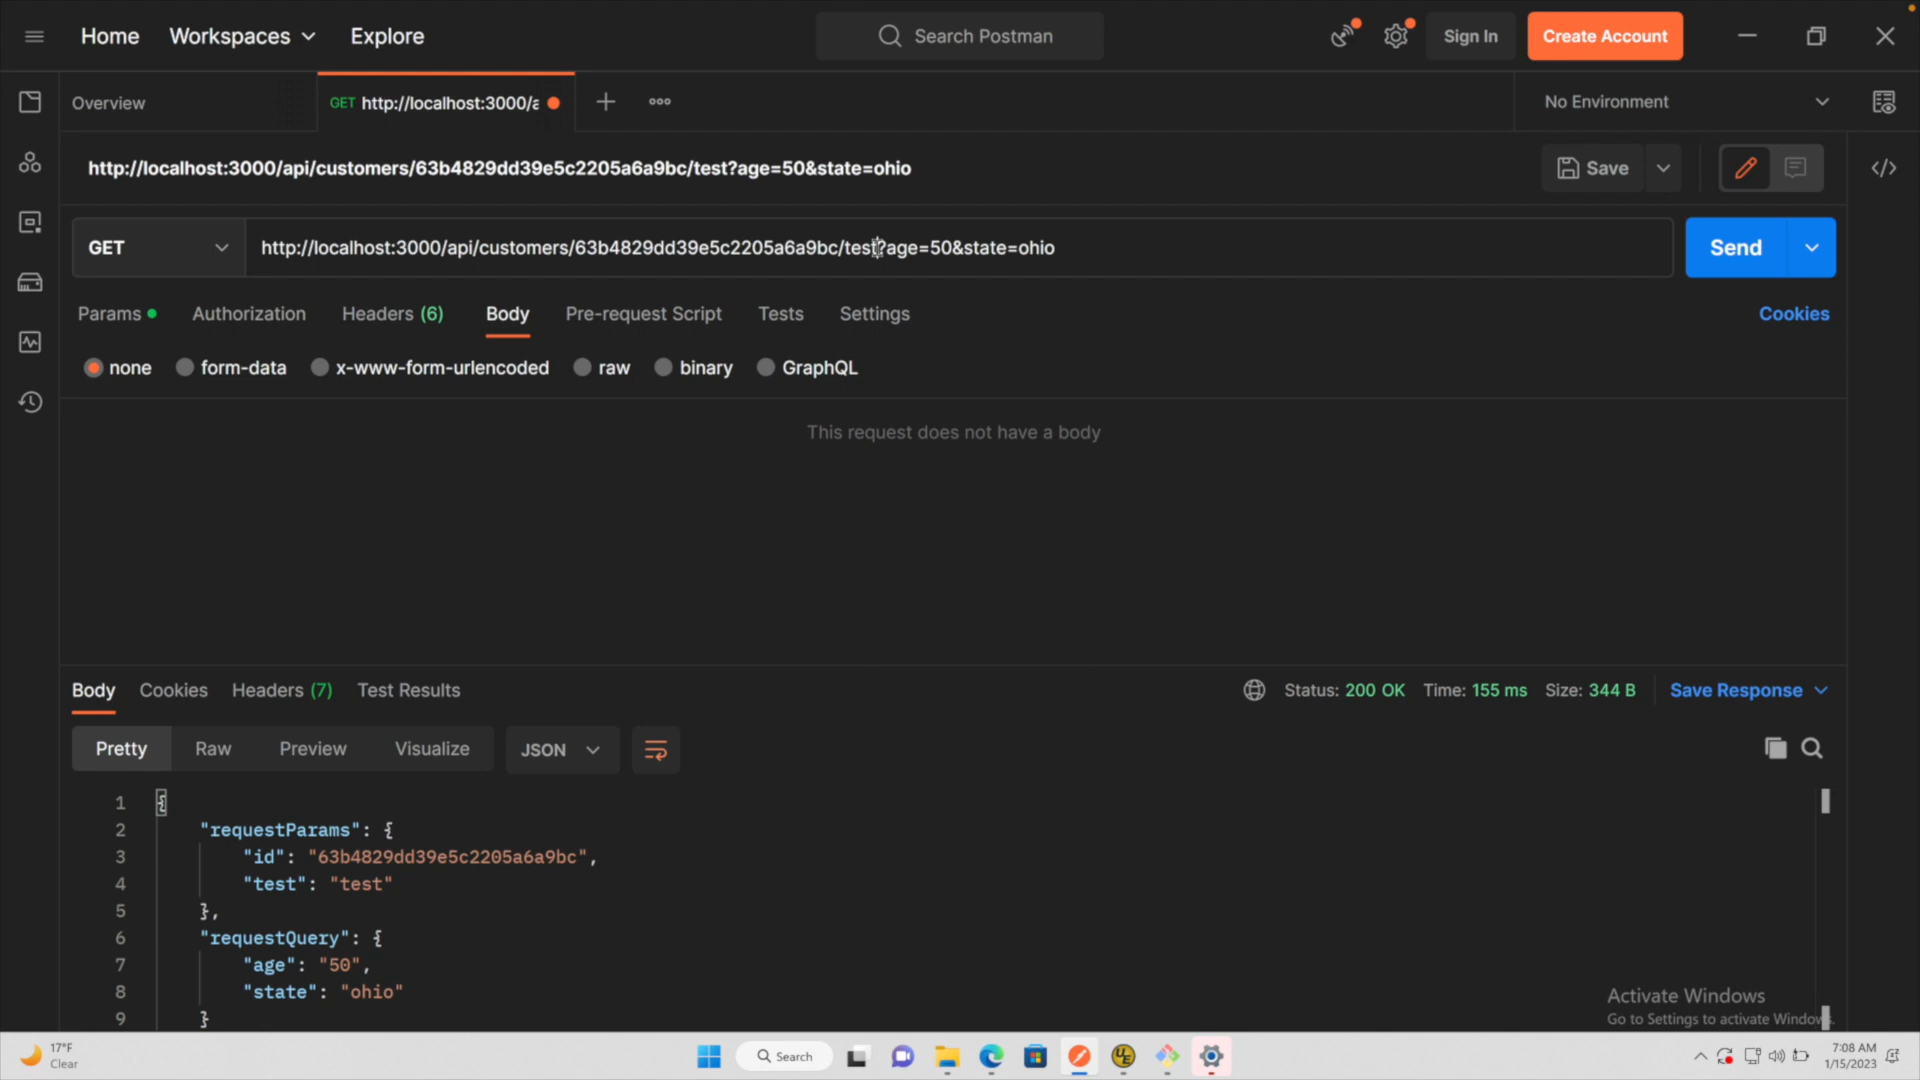 Home Workspaces Explore Search Postman Sign In Create Account
Overview GET http://localhost:3000/a No Environment
http://localhost:3000/api/customers/63b4829dd39e5c2205a6a9bc/test?age=50&state=ohio Save
GET http://localhost:3000/api/customers/63b4829dd39e5c2205a6a9bc/test?age=50&state=ohio Send
Params Authorization Headers (6) Body Pre-request Script Tests Settings Cookies
none form-data x-www-form-urlencoded raw binary GraphQL
This request does not have a body
Body Cookies Headers (7) Test Results Status: 200 OK Time: 155 ms Size: 344 B Save Response
Pretty Raw Preview Visualize JSON
1 {
2 "requestParams": {
3 "id": "63b4829dd39e5c2205a6a9bc",
4 "test": "test"
5 },
6 "requestQuery": {
7 "age": "50",
8 "state": "ohio"
9 }
Activate Windows
Go to Settings to activate Windows.
17°F
Clear
Search
UE
7:08 AM
1/15/2023